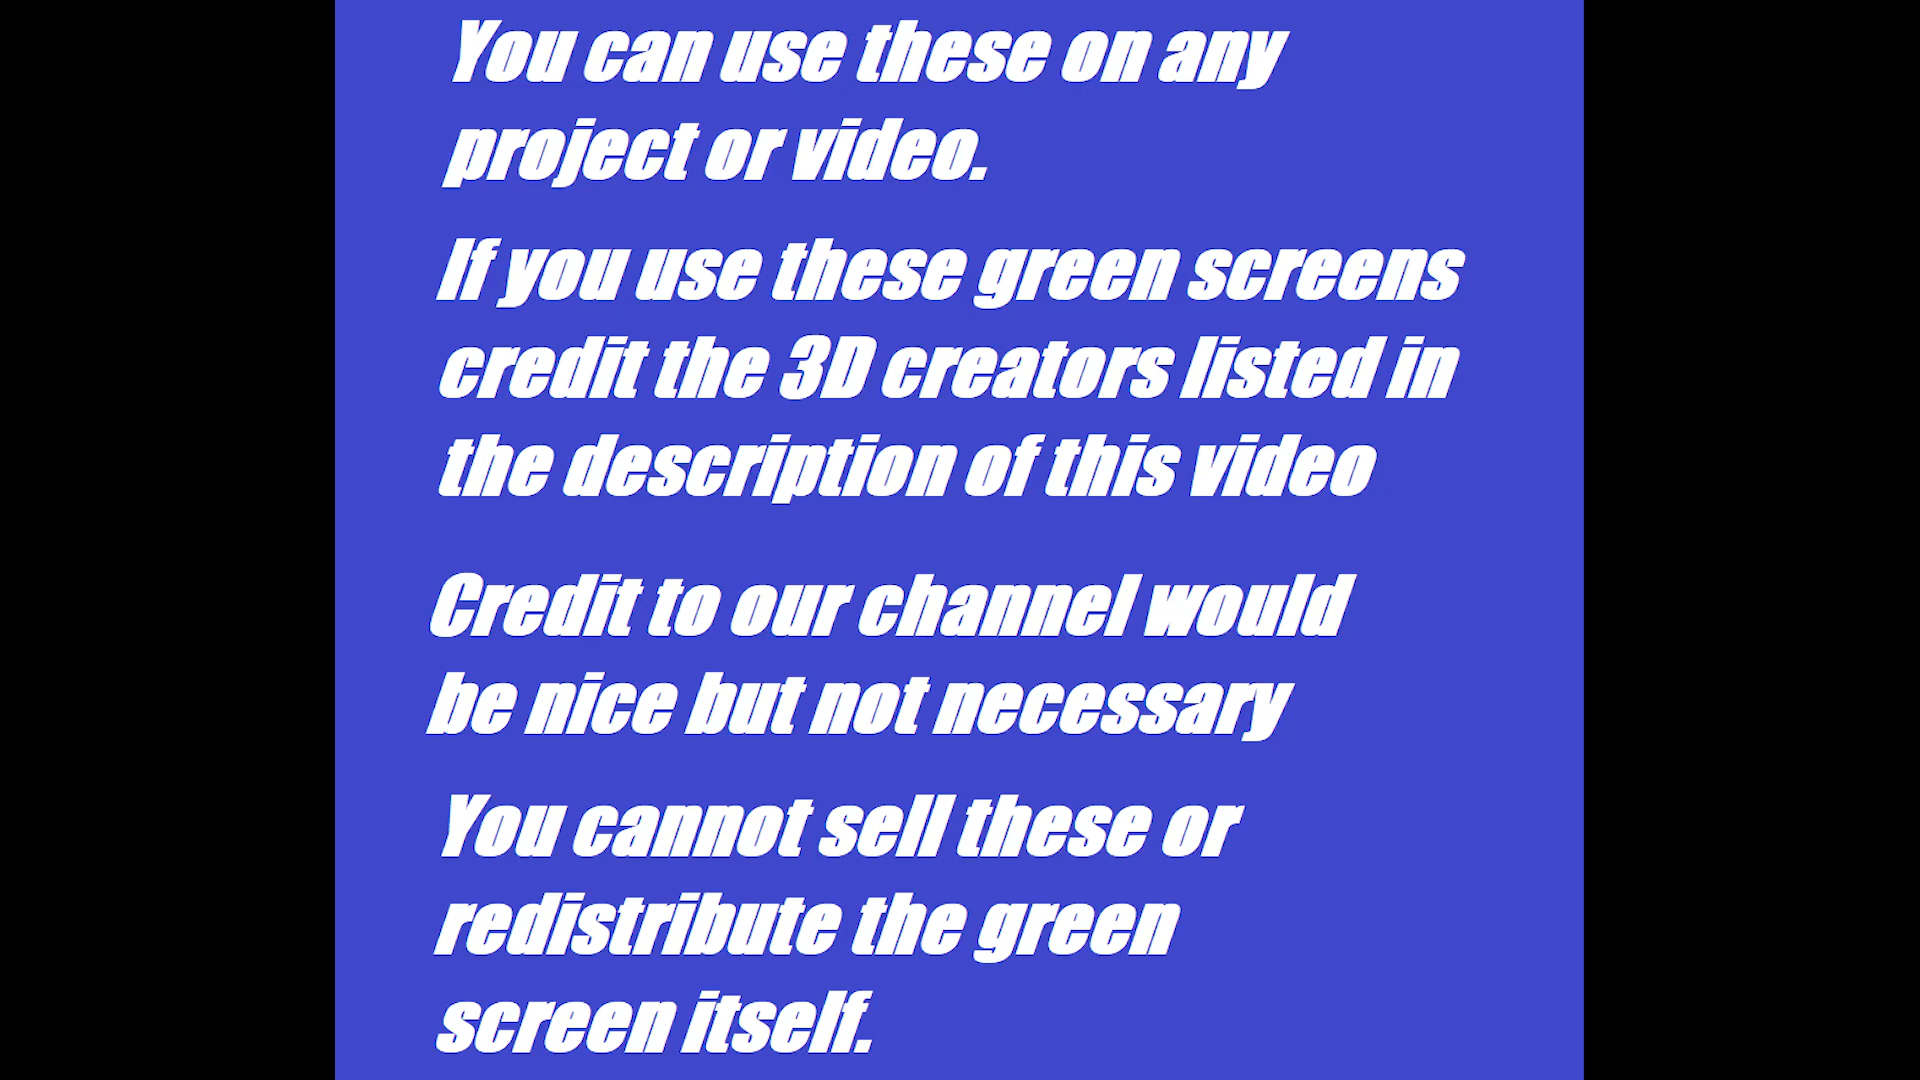 You can use these on any
project or video.
If you use these green screens
credit the 3D creators listed in
the description of this video
Credit to our channel would
be nice but not necessary
You cannot sell these or
redistribute the green
screen itself.